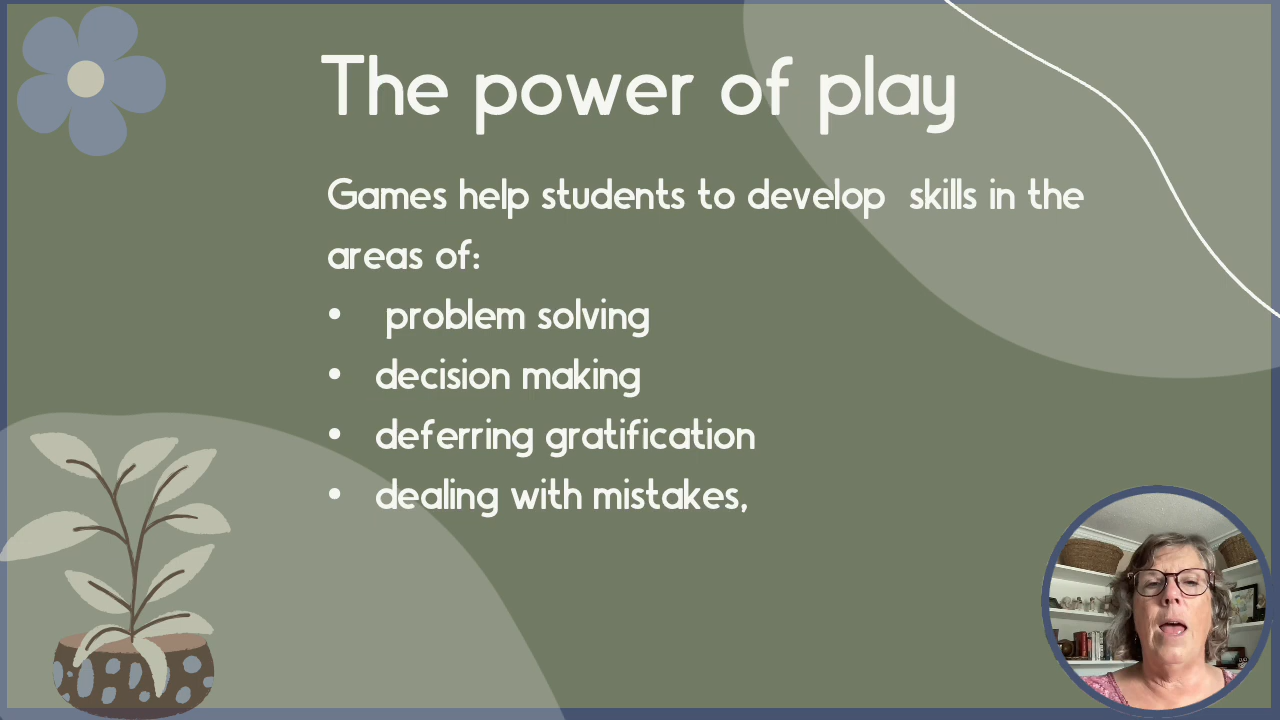 The power of play
Games help students to develop skills in the
areas of:
• problem solving
• decision making
• deferring gratification
• dealing with mistakes,